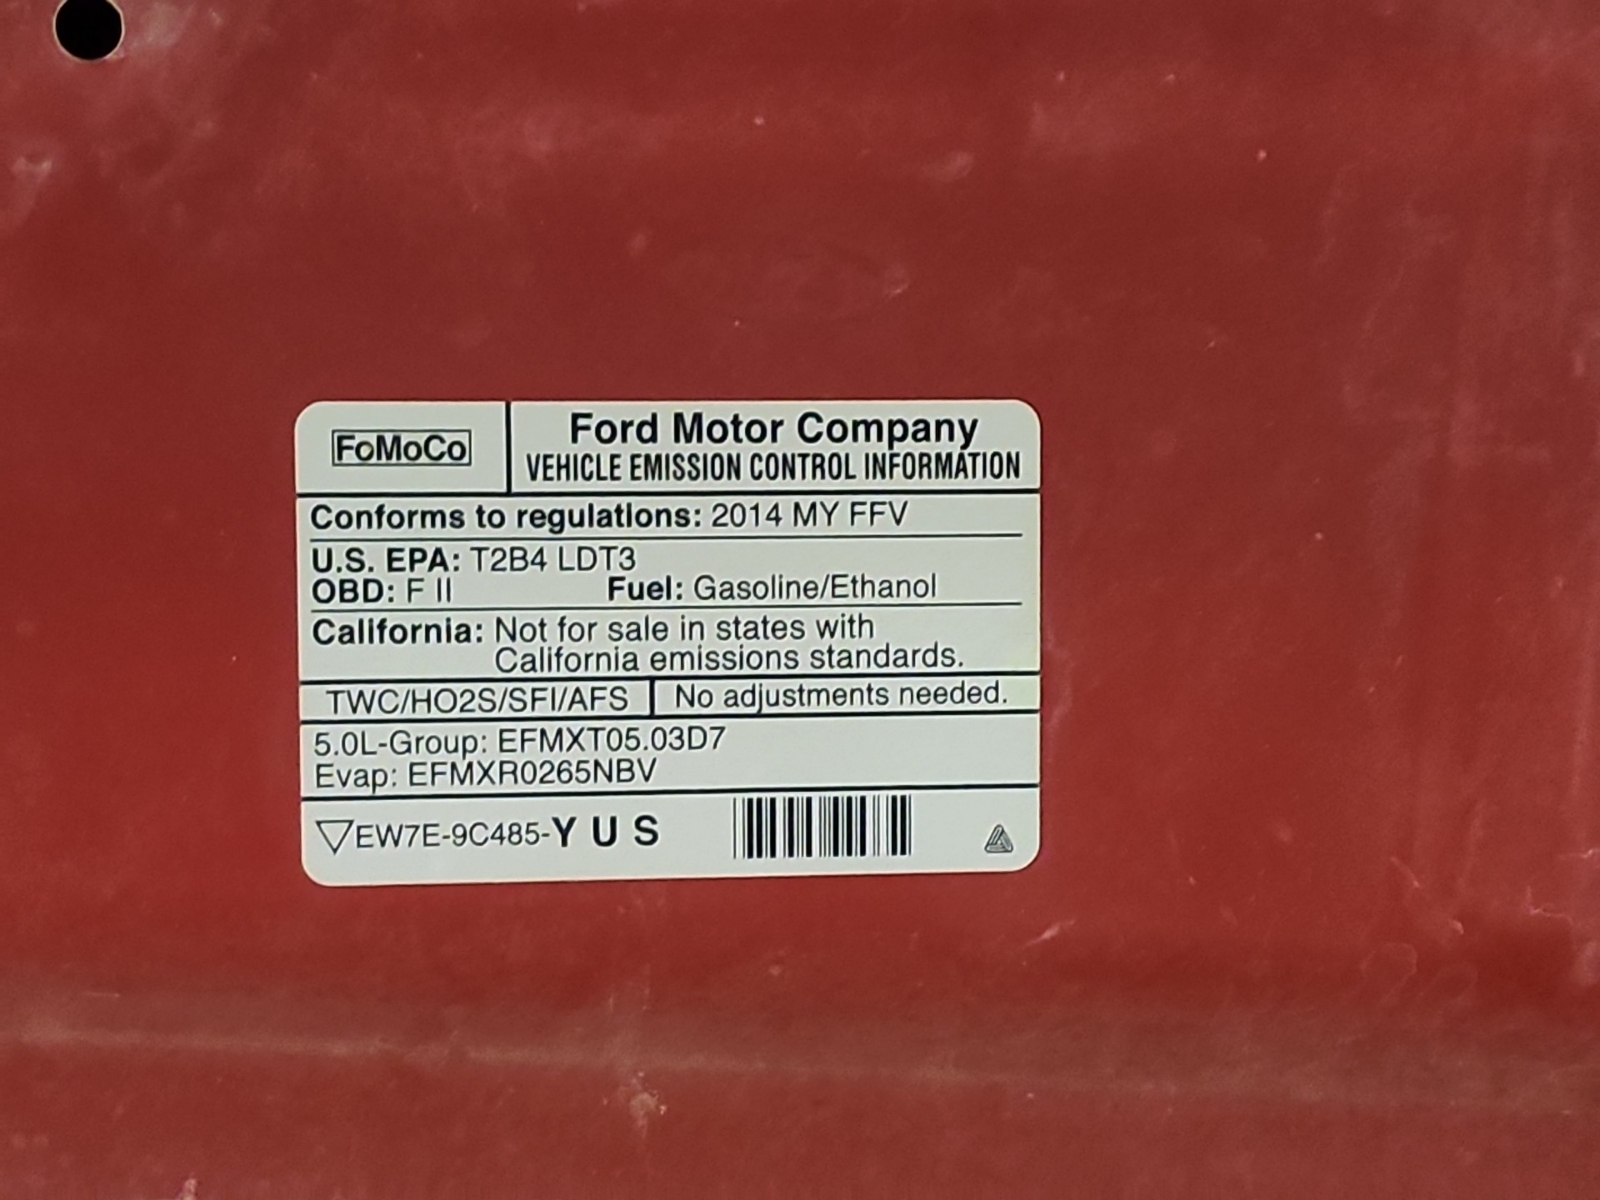 FoMoCo
Ford Motor Company
VEHICLE EMISSION CONTROL INFORMATION
Conforms to regulations: 2014 MY FFV
U.S. EPA: T2B4 LDT3
OBD: F II Fuel: Gasoline/Ethanol
California: Not for sale in states with
California emissions standards.
TWC/HO2S/SFI/AFS No adjustments needed.
5.0L-Group: EFMXT05.03D7
Evap: EFMXR0265NBV
EW7E-9C485-Y U S